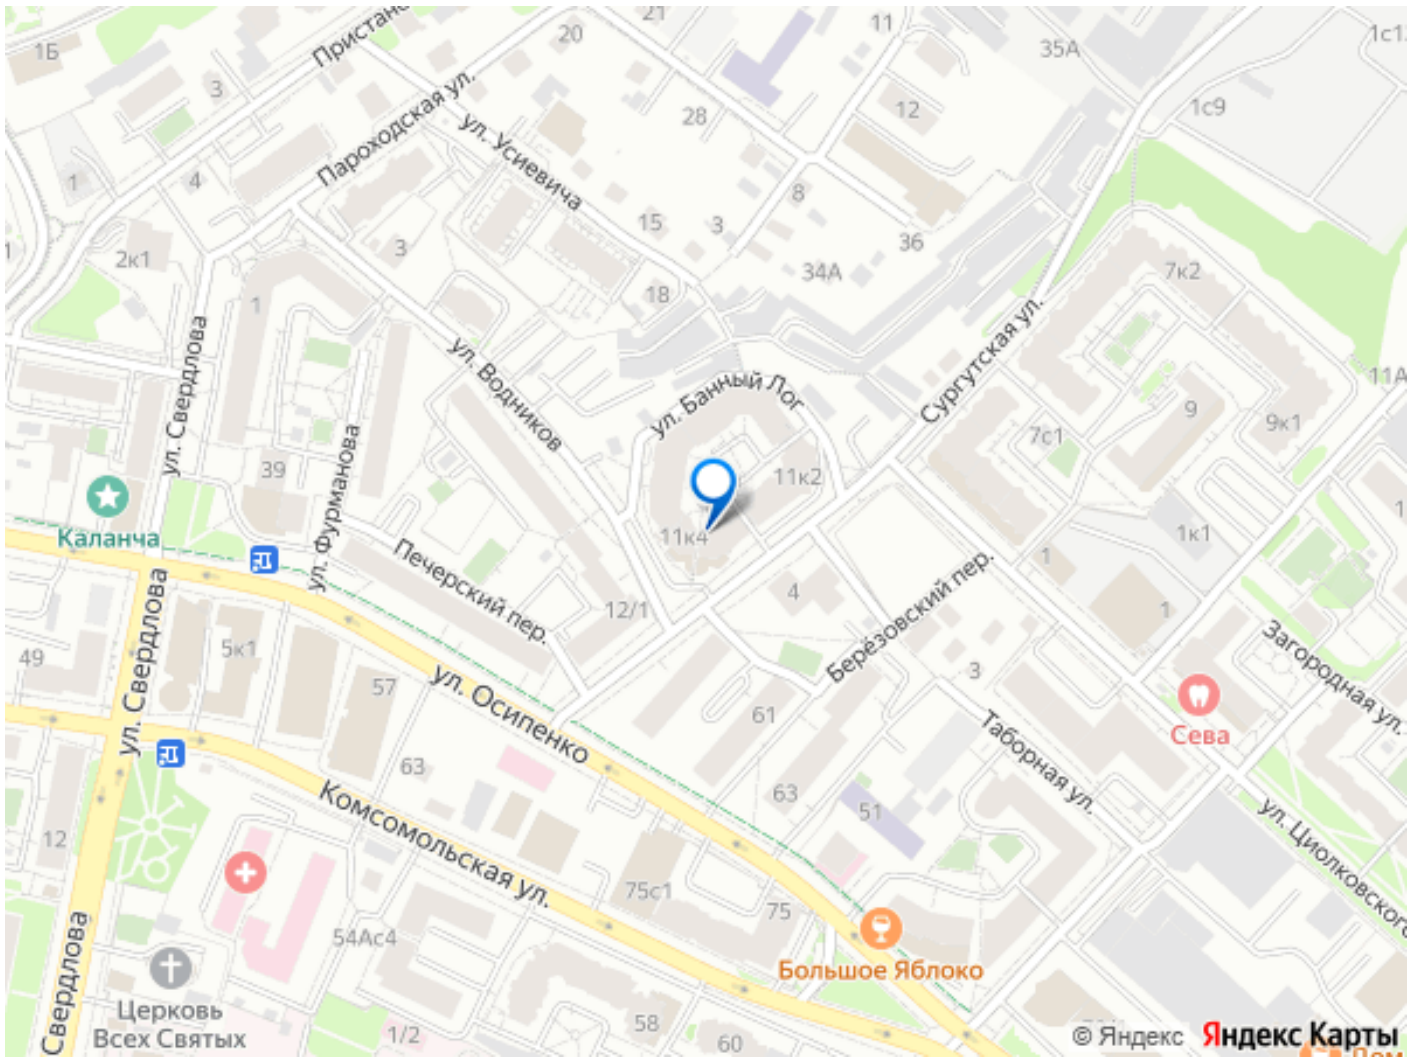 21
11
20
35А
1с1
1Б
Пристанс
3
Пароходская ул.
28
12
1с9
ул. Усиевича
1
4
8
15
3
36
2к1
3
34А
7к2
1
18
ул. Свердлова
ул. Водников
Сургутская ул.
ул. Банный Лог
11А
9
9к1
7с1
39
ул. Фурманова
11к2
Каланча
11к4
1к1
Печерский пер.
Берёзовский пер.
1
4
12/1
1
Загородная ул.
49
5к1
57
ул. Свердлова
ул. Осипенко
3
61
Таборная ул.
Сева
63
63
Комсомольская ул.
51
ул. Циолковского
12
75с1
75
54Ас4
Свердлова
Большое Яблоко
Церковь
Всех Святых
58
1/2
60
© Яндекс Яндекс Карты
Дом